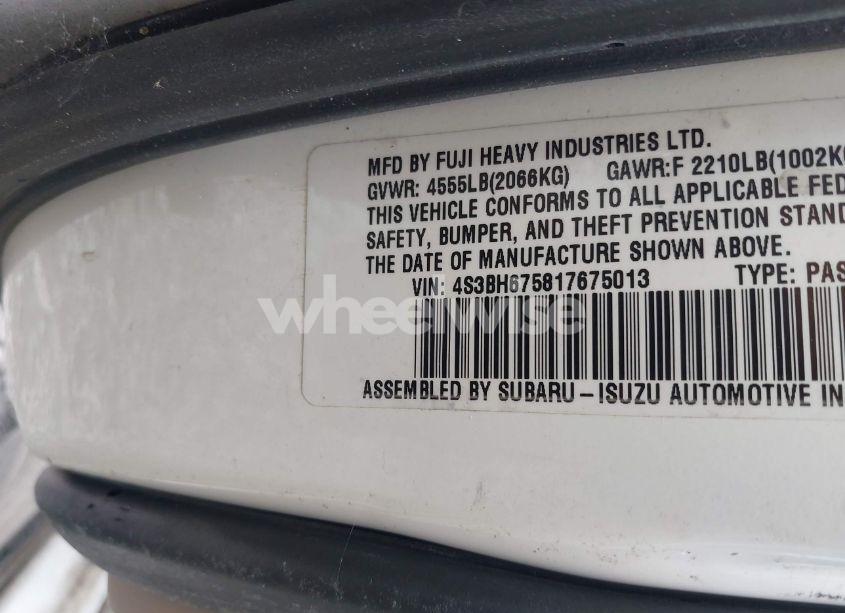 MFD BY FUJI HEAVY INDUSTRIES LTD.
GVWR: 4555LB(2066KG) GAWR:F 2210LB(1002KG
THIS VEHICLE CONFORMS TO ALL APPLICABLE FED
SAFETY, BUMPER, AND THEFT PREVENTION STAND
THE DATE OF MANUFACTURE SHOWN ABOVE.
VIN: 4S3BH675817675013 TYPE: PAS
wheelwise
ASSEMBLED BY SUBARU-ISUZU AUTOMOTIVE IN